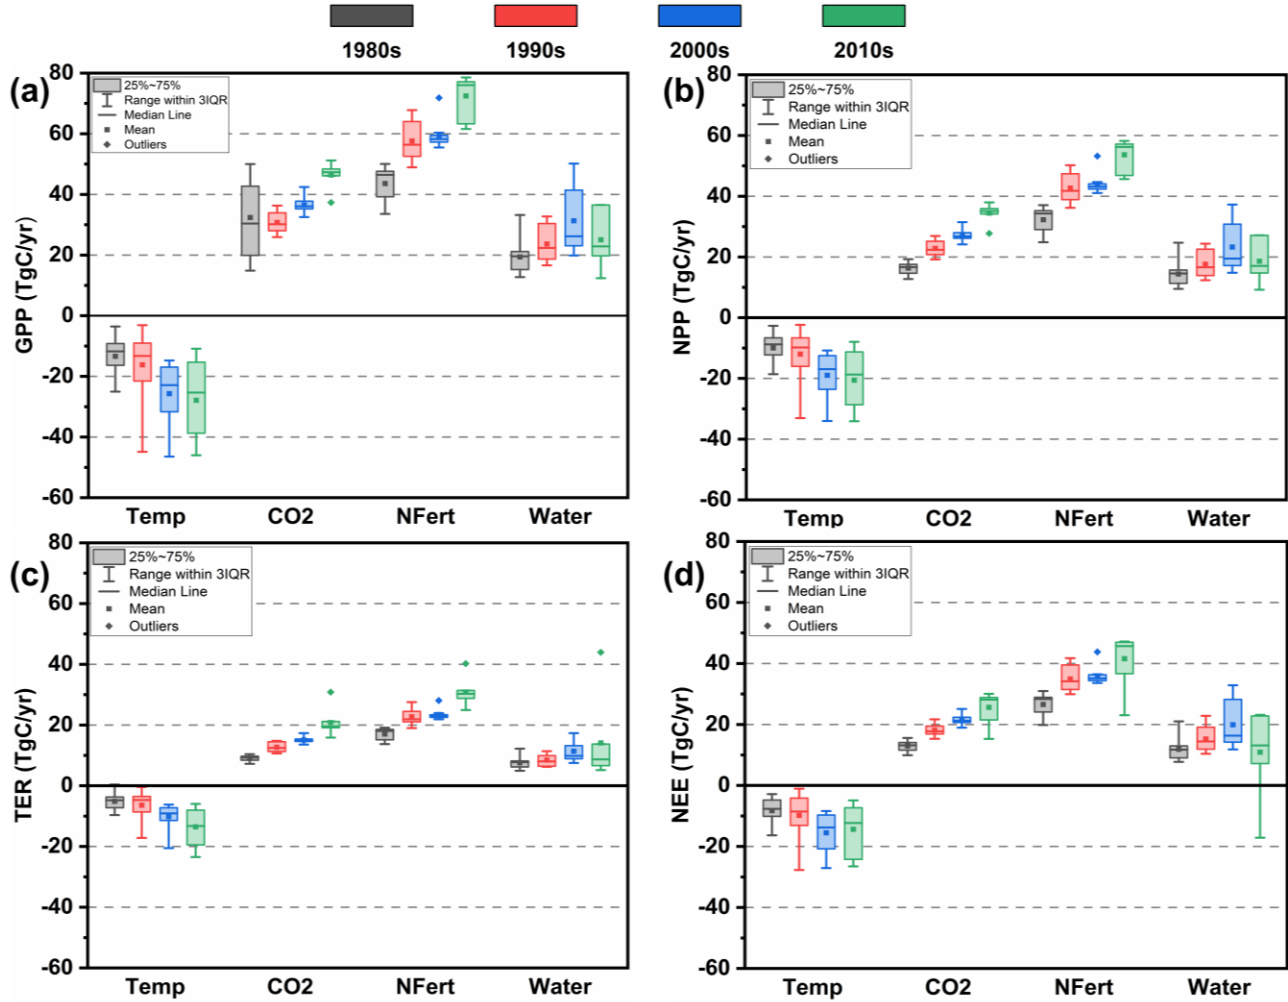 1980s 1990s 2000s 2010s
(a)
25%~75%
Range within 3IQR
Median Line
Mean
Outliers
GPP (TgC/yr)
80
60
40
20
0
-20
-40
-60
Temp CO2 NFert Water
(b)
25%~75%
Range within 3IQR
Median Line
Mean
Outliers
NPP (TgC/yr)
80
60
40
20
0
-20
-40
-60
Temp CO2 NFert Water
(c)
25%~75%
Range within 3IQR
Median Line
Mean
Outliers
TER (TgC/yr)
80
60
40
20
0
-20
-40
-60
Temp CO2 NFert Water
(d)
25%~75%
Range within 3IQR
Median Line
Mean
Outliers
NEE (TgC/yr)
80
60
40
20
0
-20
-40
-60
Temp CO2 NFert Water